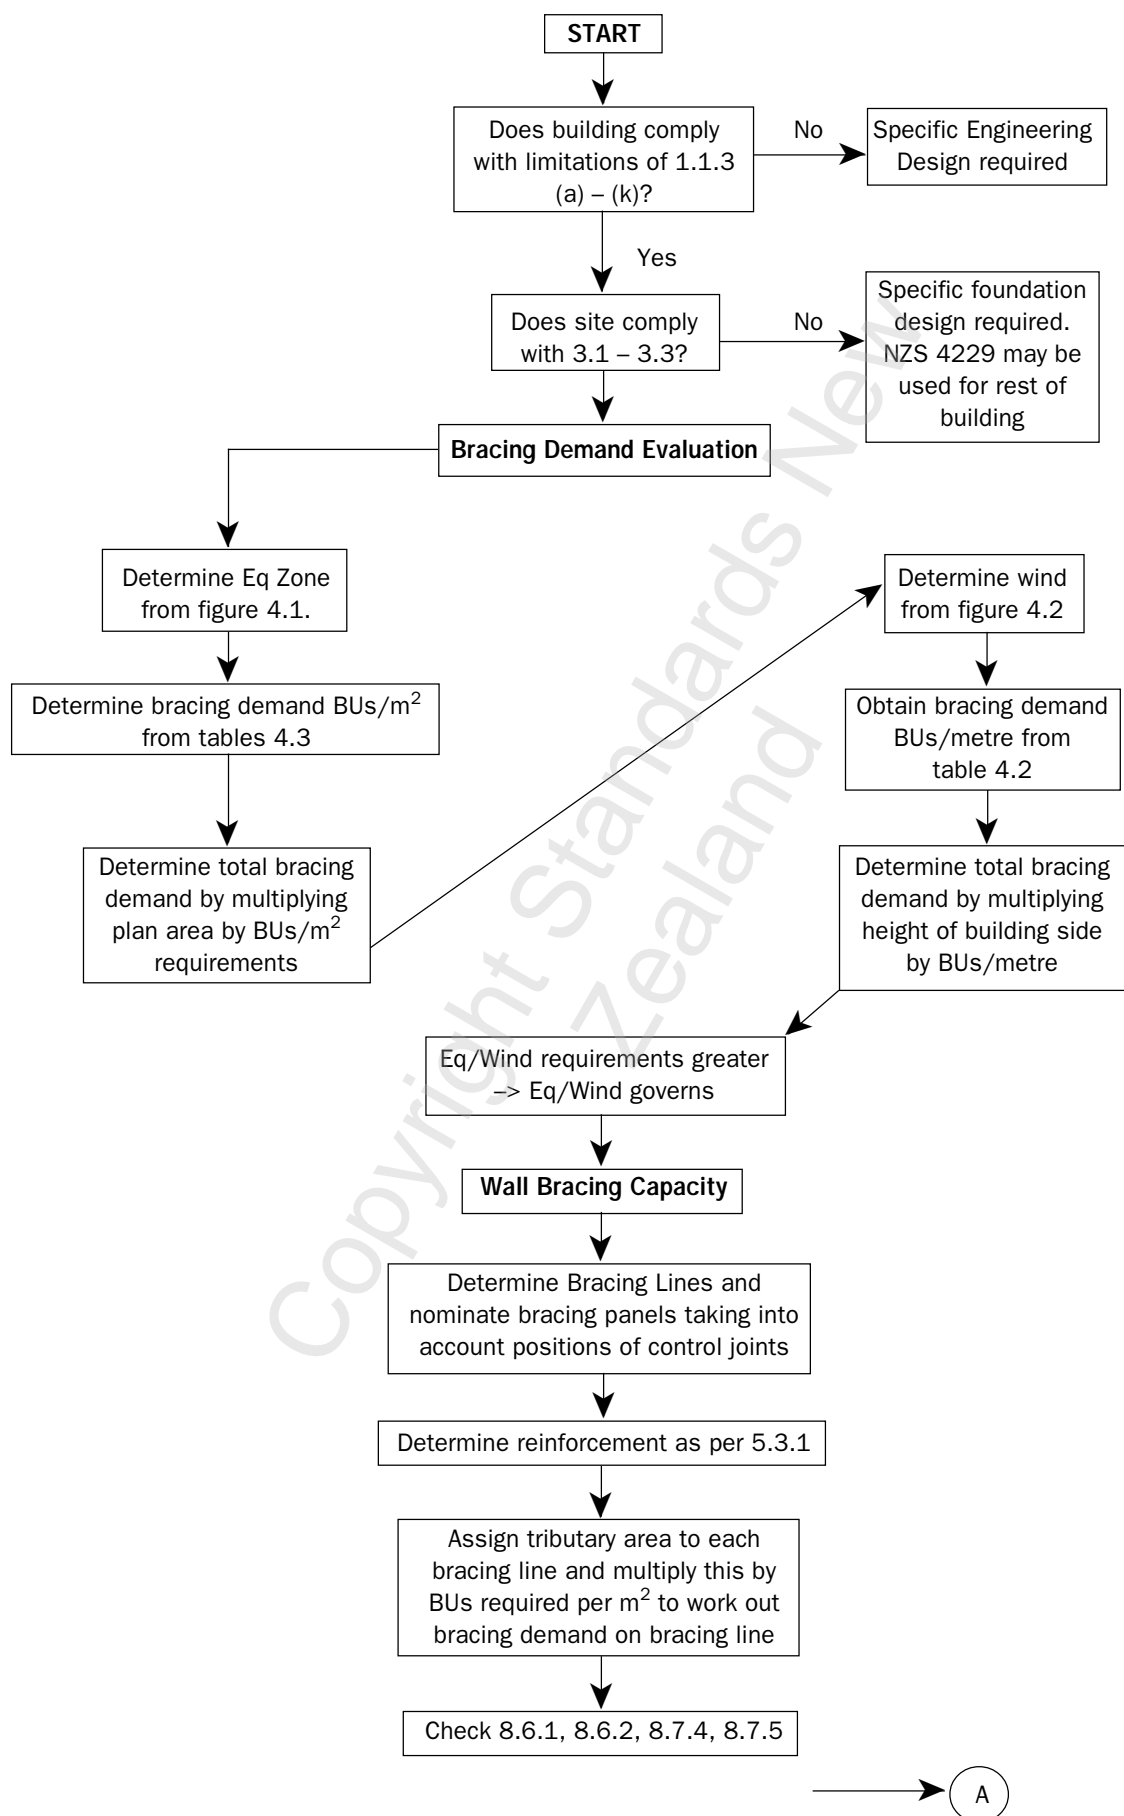 START
Does building comply
with limitations of 1.1.3
(a) – (k)?
No
Specific Engineering
Design required
Yes
Does site comply
with 3.1 – 3.3?
No
Specific foundation
design required.
NZS 4229 may be
used for rest of
building
Bracing Demand Evaluation
Determine Eq Zone
from figure 4.1.
Determine bracing demand BUs/m²
from tables 4.3
Determine total bracing
demand by multiplying
plan area by BUs/m²
requirements
Determine wind
from figure 4.2
Obtain bracing demand
BUs/metre from
table 4.2
Determine total bracing
demand by multiplying
height of building side
by BUs/metre
Eq/Wind requirements greater
–> Eq/Wind governs
Wall Bracing Capacity
Determine Bracing Lines and
nominate bracing panels taking into
account positions of control joints
Determine reinforcement as per 5.3.1
Assign tributary area to each
bracing line and multiply this by
BUs required per m² to work out
bracing demand on bracing line
Check 8.6.1, 8.6.2, 8.7.4, 8.7.5
A
Copyright Standards New
Zealand